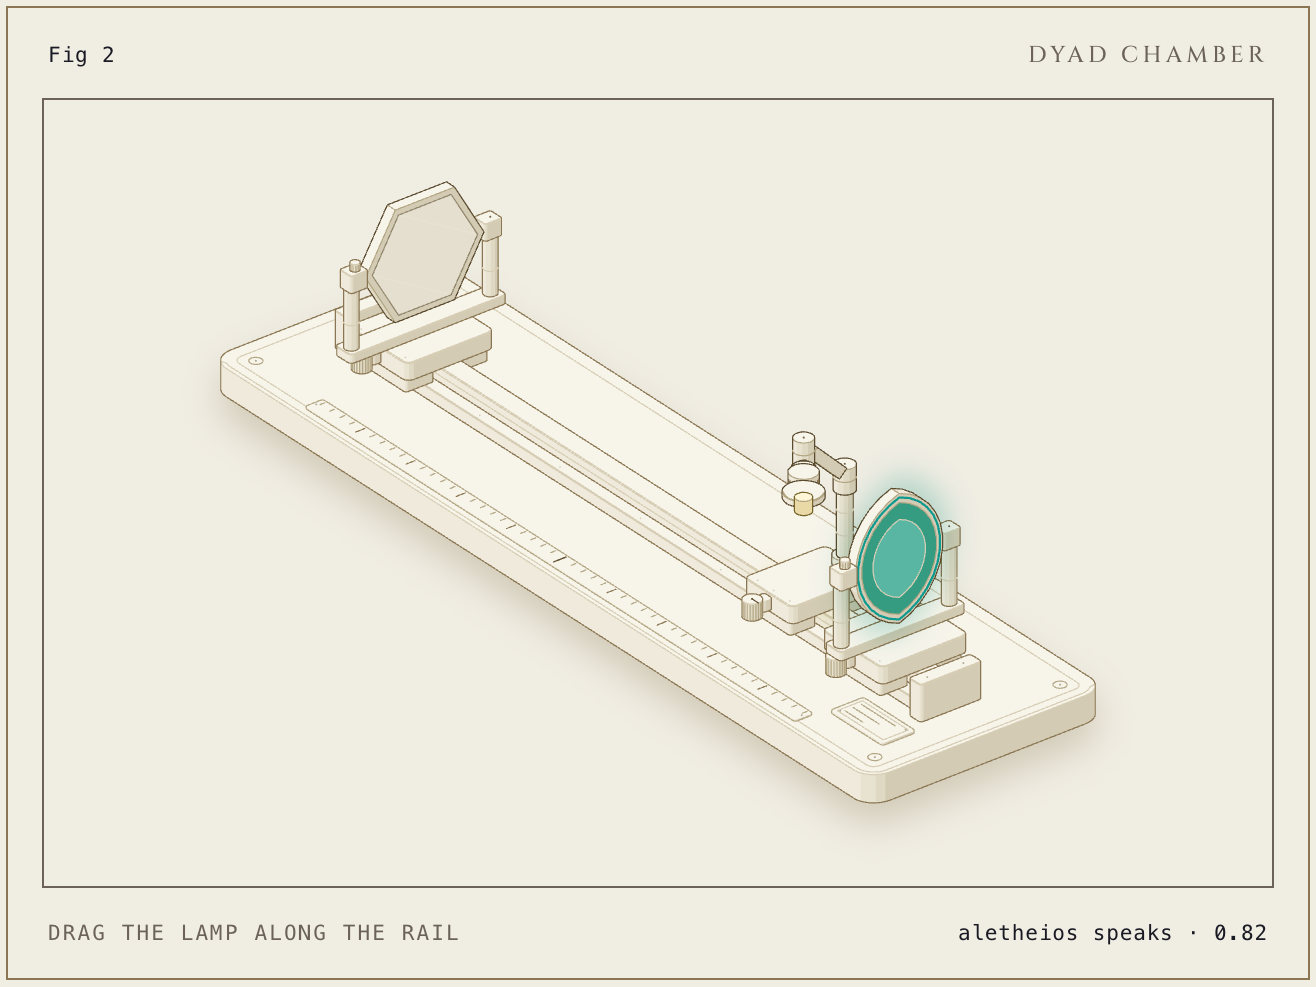 Fig 2
DYAD CHAMBER
DRAG THE LAMP ALONG THE RAIL
aletheios speaks · 0.82